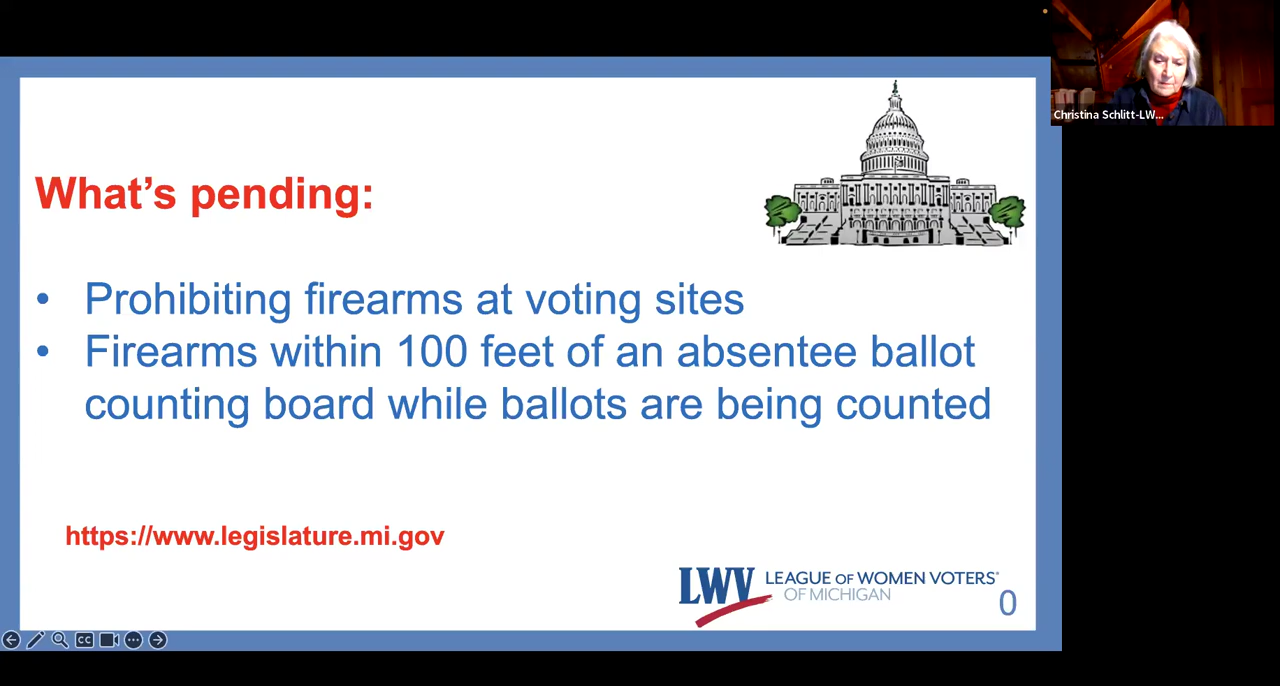 Christina Schlitt-LW...
What's pending:
• Prohibiting firearms at voting sites
• Firearms within 100 feet of an absentee ballot
counting board while ballots are being counted
https://www.legislature.mi.gov
LWV LEAGUE OF WOMEN VOTERS®
OF MICHIGAN
0
CC